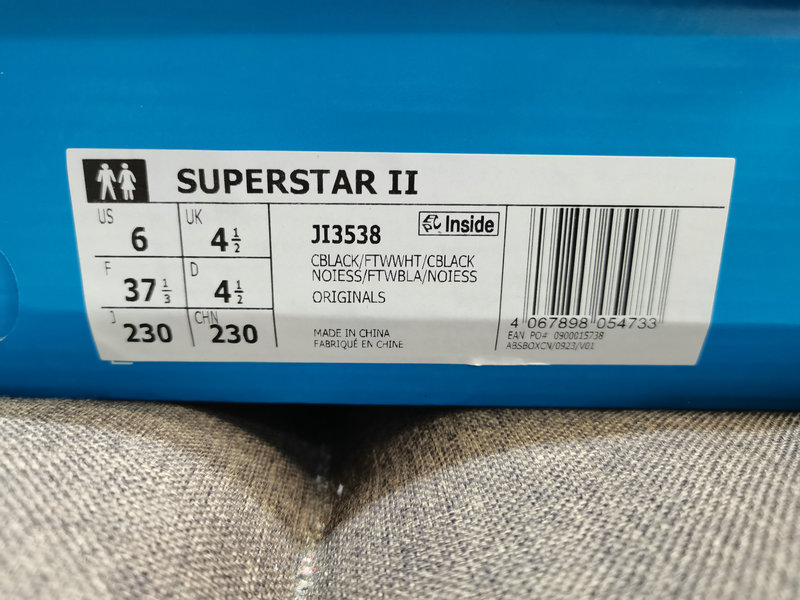 SUPERSTAR II
US 6 UK 4 1/2
F 37 1/3 D 4 1/2
J 230 CHN 230
JI3538 Inside
CBLACK/FTWWHT/CBLACK
NOIESS/FTWBLA/NOIESS
ORIGINALS
MADE IN CHINA
FABRIQUÉ EN CHINE
4 067898 054733
EAN PO# 0900015738
ABSBOXCN/0923/V01